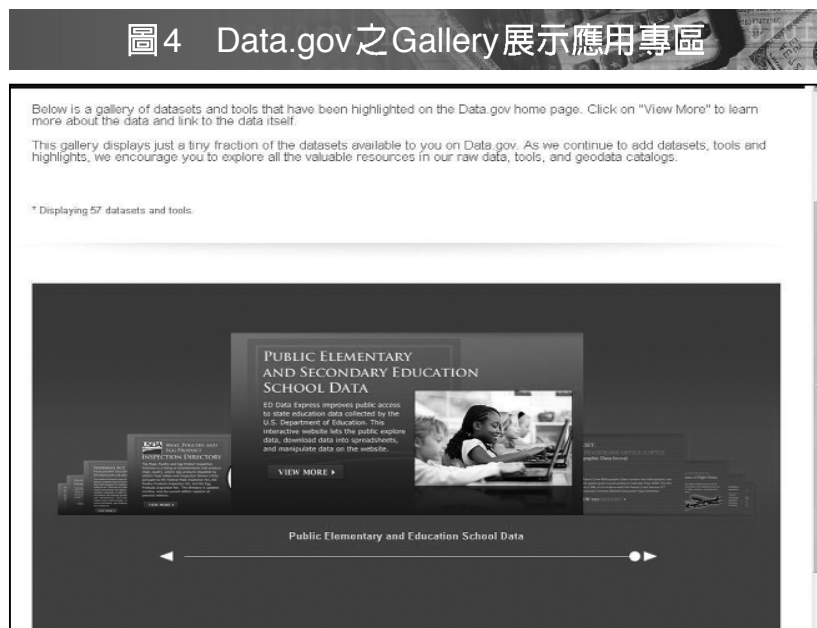 圖4 Data.gov之Gallery展示應用專區
Below is a gallery of datasets and tools that have been highlighted on the Data.gov home page. Click on "View More" to learn
more about the data and link to the data itself.
This gallery displays just a tiny fraction of the datasets available to you on Data.gov. As we continue to add datasets, tools and
highlights, we encourage you to explore all the valuable resources in our raw data, tools, and geodata catalogs.
* Displaying 57 datasets and tools.
PUBLIC ELEMENTARY
AND SECONDARY EDUCATION
SCHOOL DATA
ED Data Express improves public access
to state education data collected by the
U.S. Department of Education. This
interactive website lets the public explore
data, download data into spreadsheets,
and manipulate data on the website.
VIEW MORE
MEAT, POULTRY AND
EGG PRODUCT
INSPECTION DIRECTORY
VIEW MORE
Public Elementary and Education School Data